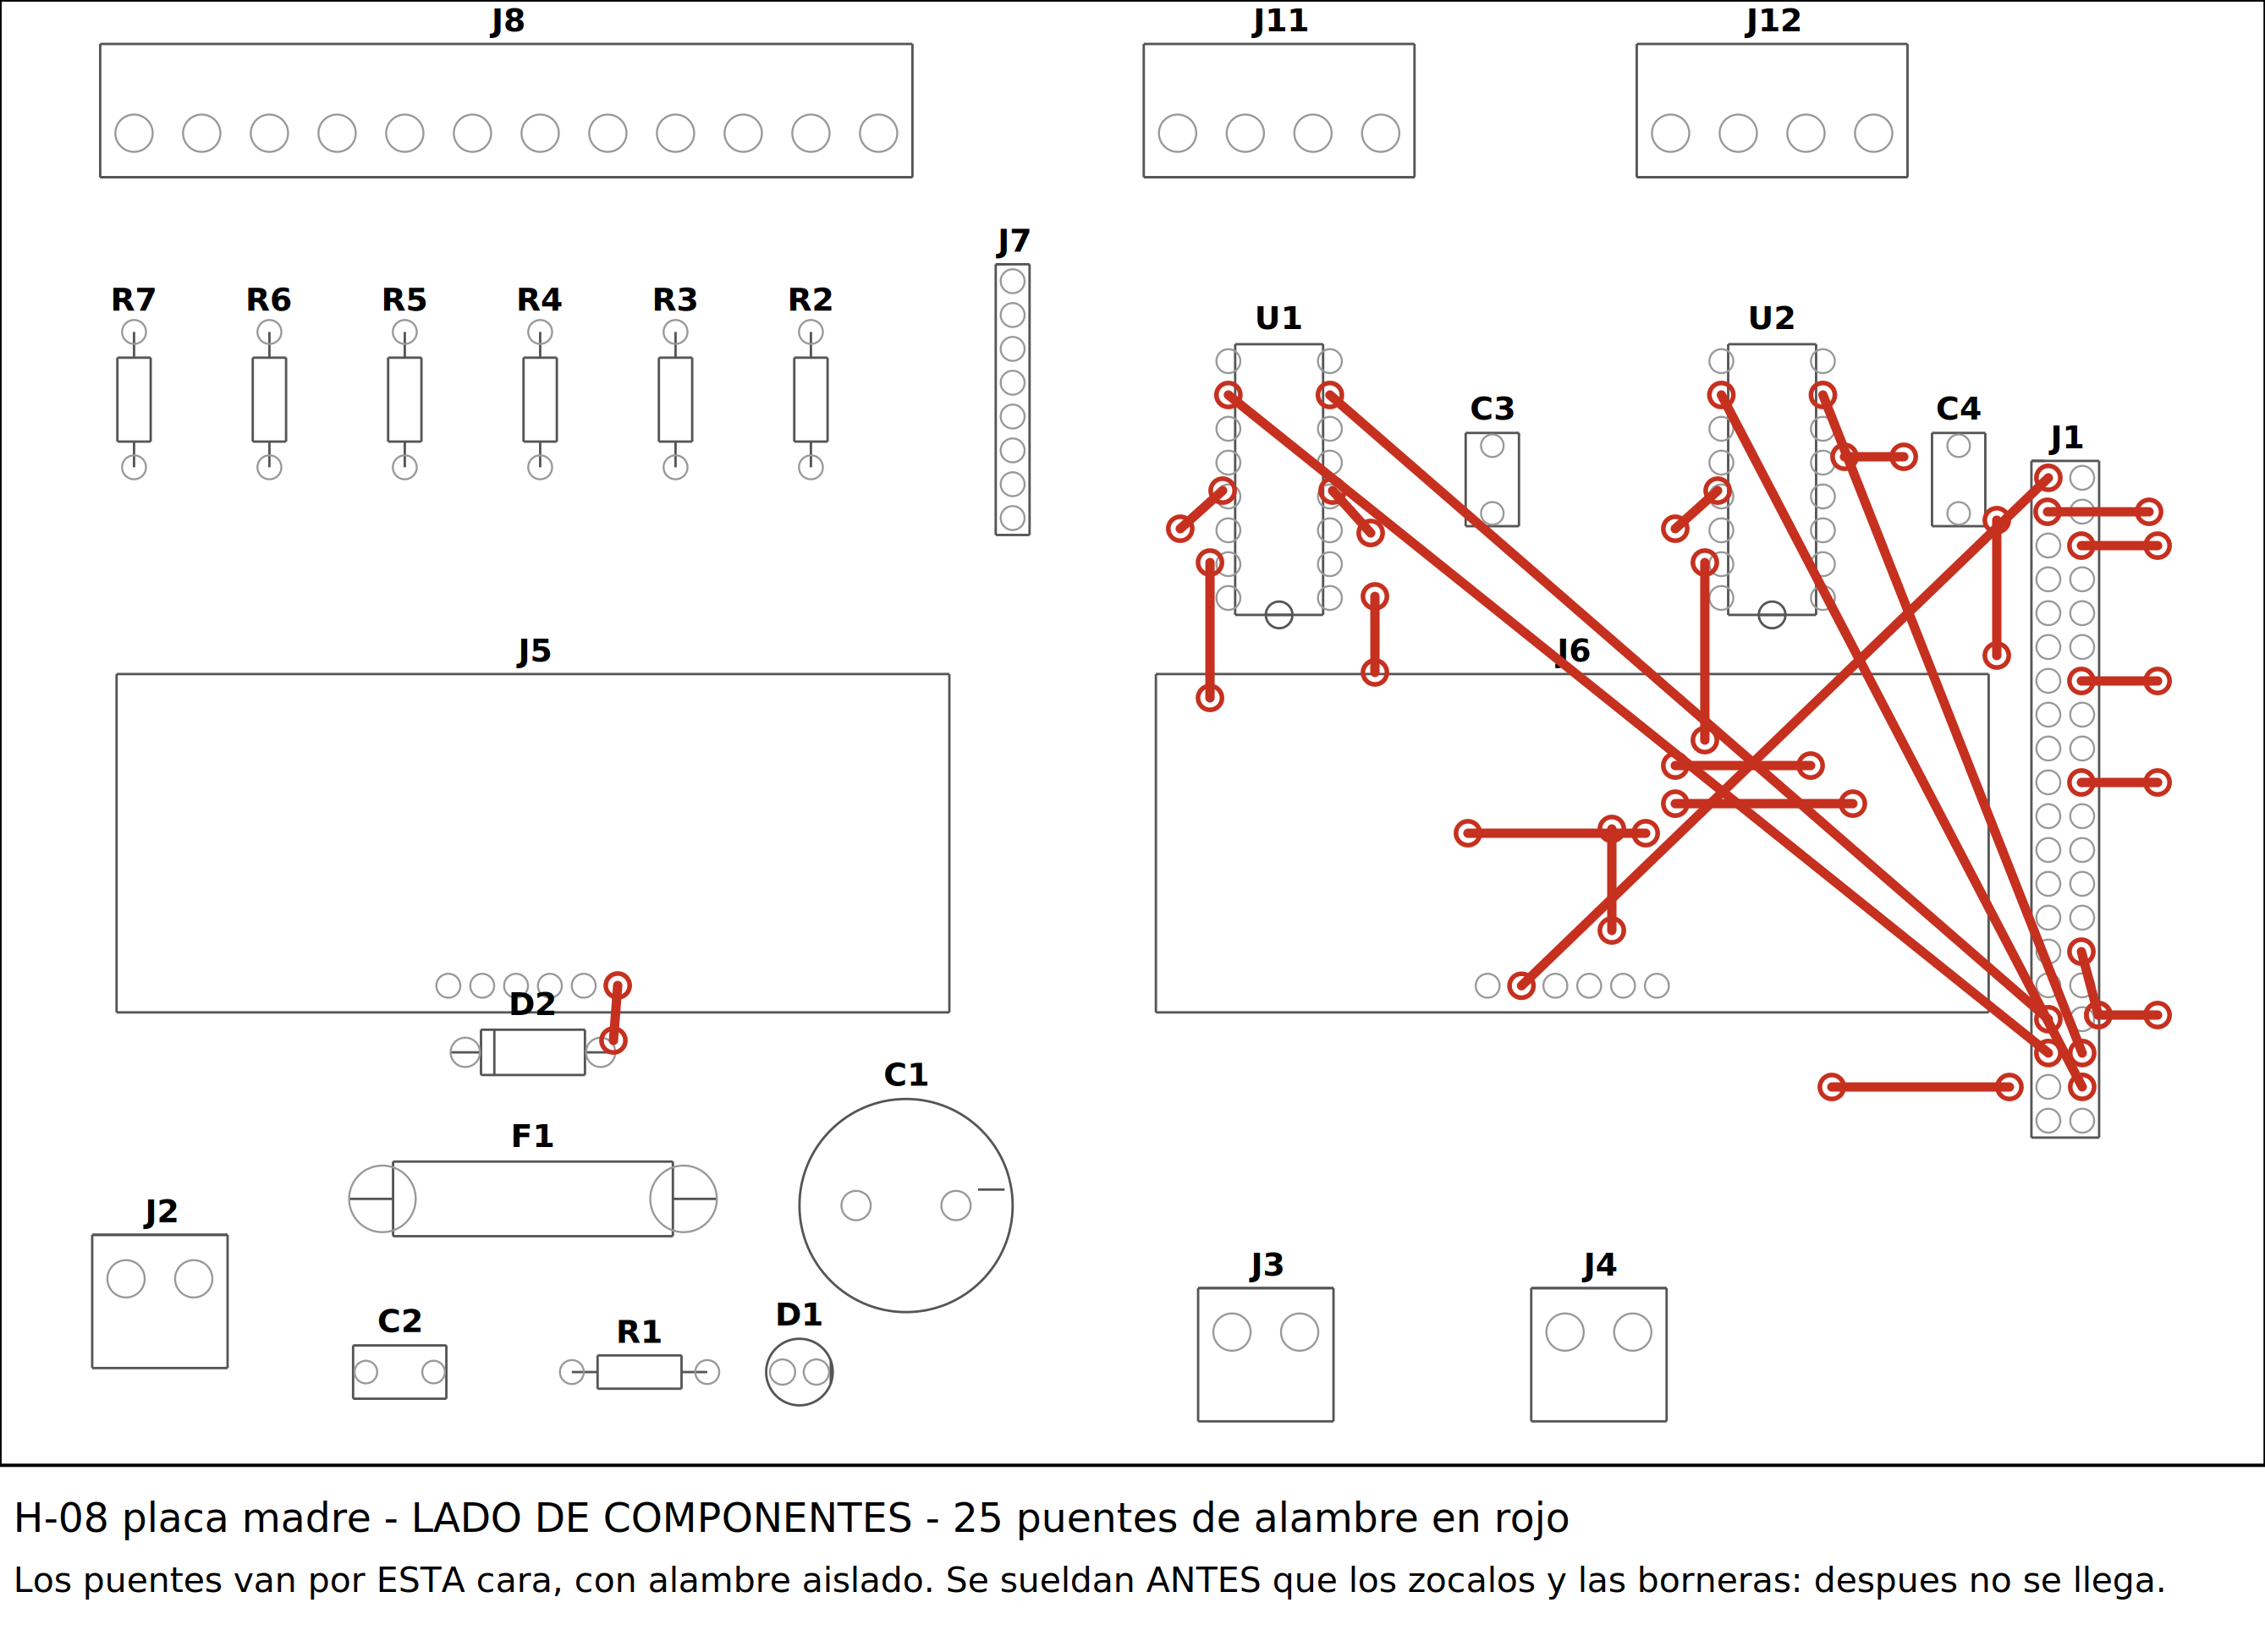 J8 J11 J12
J7
R7 R6 R5 R4 R3 R2
U1 U2
C3 C4
J1
J5 J6
D2
C1
F1
J2
J3 J4
C2 R1 D1
H-08 placa madre - LADO DE COMPONENTES - 25 puentes de alambre en rojo
Los puentes van por ESTA cara, con alambre aislado. Se sueldan ANTES que los zocalos y las borneras: despues no se llega.